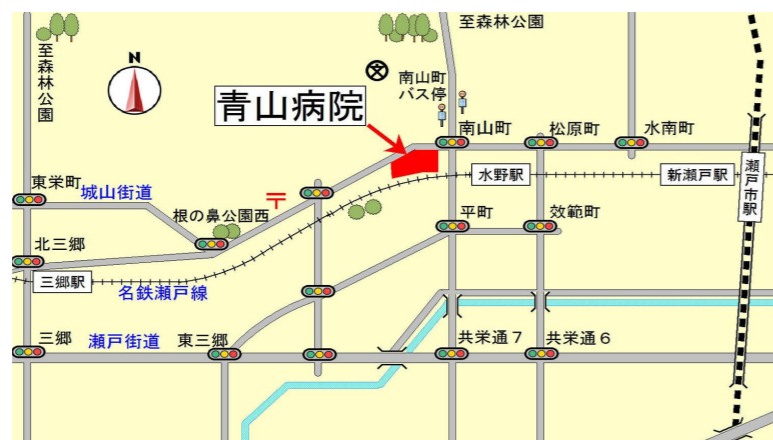 至森林公園
至森林公園
N
南山町
バス停
青山病院
南山町
松原町
水南町
東栄町
城山街道
水野駅
新瀬戸駅
瀬戸市駅
〒
根の鼻公園西
平町
効範町
北三郷
三郷駅
名鉄瀬戸線
三郷
瀬戸街道
東三郷
共栄通7
共栄通6